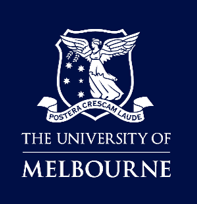 POSTERA CRESCAM LAUDE
THE UNIVERSITY OF
MELBOURNE